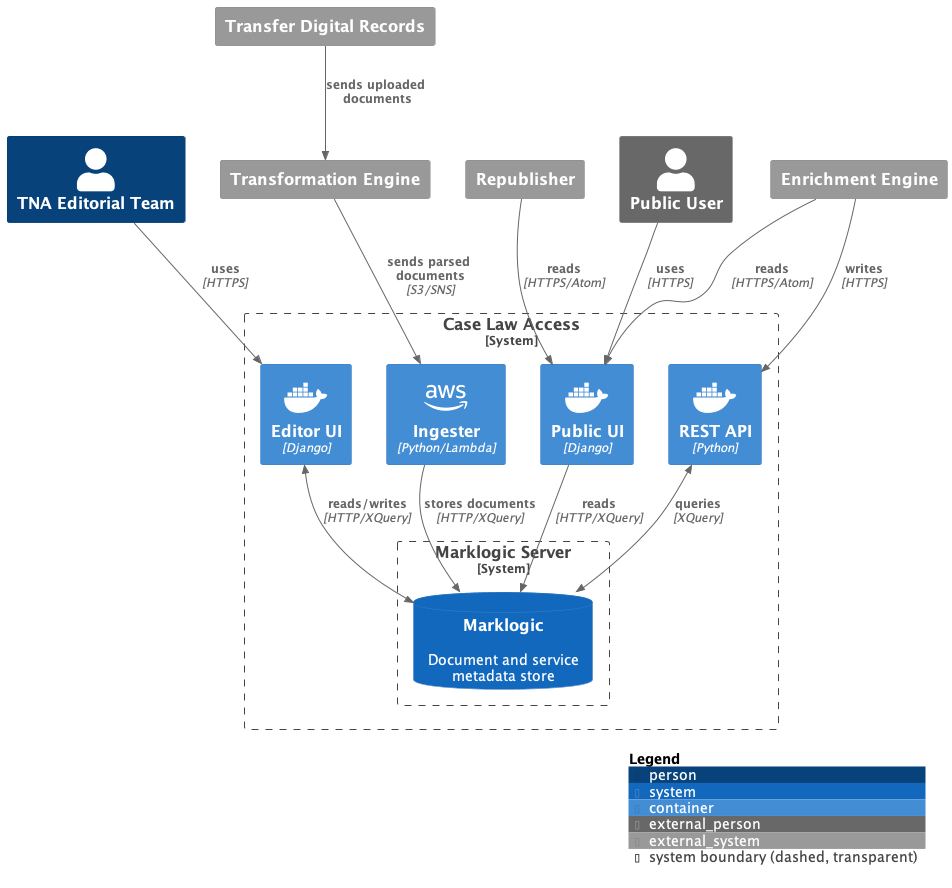 Transfer Digital Records
sends uploaded
documents
TNA Editorial Team
Transformation Engine
Republisher
Public User
Enrichment Engine
uses
[HTTPS]
sends parsed
documents
[S3/SNS]
reads
[HTTPS/Atom]
uses
[HTTPS]
reads
[HTTPS/Atom]
writes
[HTTPS]
Case Law Access
[System]
Editor UI
[Django]
aws
Ingester
[Python/Lambda]
Public UI
[Django]
REST API
[Python]
reads/writes
[HTTP/XQuery]
stores documents
[HTTP/XQuery]
reads
[HTTP/XQuery]
queries
[XQuery]
Marklogic Server
[System]
Marklogic
Document and service
metadata store
Legend
person
system
container
external_person
external_system
system boundary (dashed, transparent)